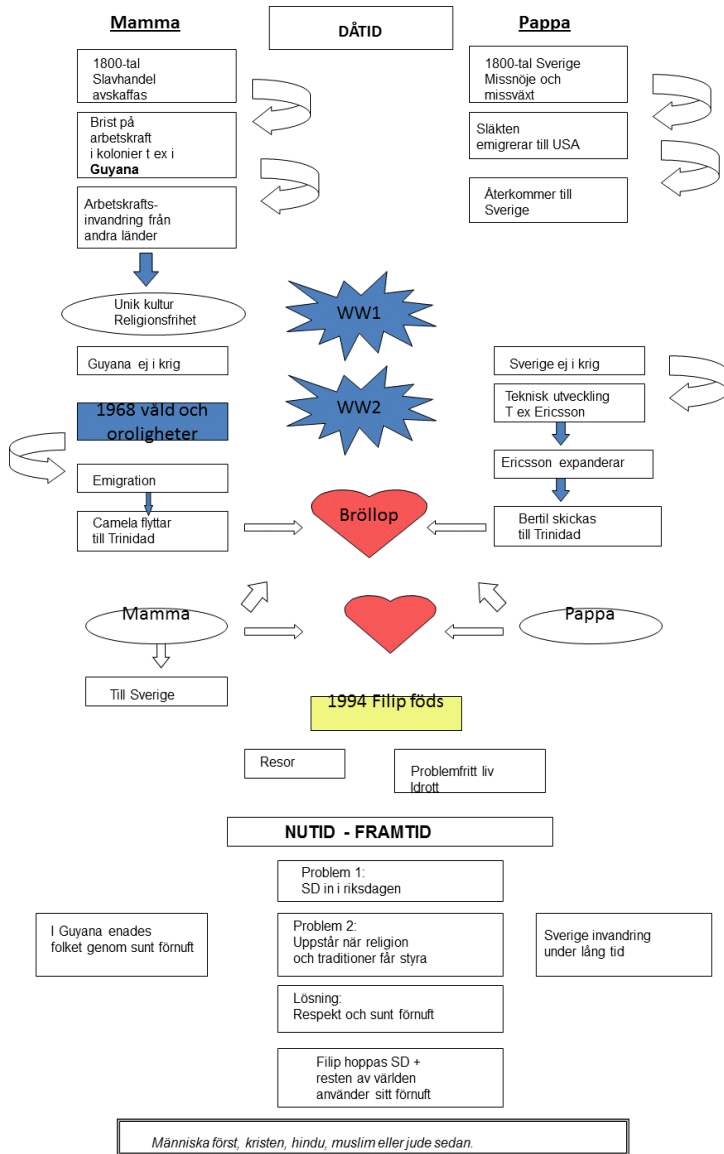 Mamma
DÅTID
Pappa
1800-tal
Slavhandel
avskaffas
1800-tal Sverige
Missnöje och
missväxt
Brist på
arbetskraft
i kolonier t ex i
Guyana
Släkten
emigrerar till USA
Arbetskrafts-
invandring från
andra länder
Återkommer till
Sverige
Unik kultur
Religionsfrihet
WW1
Guyana ej i krig
Sverige ej i krig
WW2
Teknisk utveckling
T ex Ericsson
1968 våld och
oroligheter
Ericsson expanderar
Emigration
Camela flyttar
till Trinidad
Bröllop
Bertil skickas
till Trinidad
Mamma
Pappa
Till Sverige
1994 Filip föds
Resor
Problemfritt liv
Idrott
NUTID - FRAMTID
Problem 1:
SD in i riksdagen
I Guyana enades
folket genom sunt förnuft
Problem 2:
Uppstår när religion
och traditioner får styra
Sverige invandring
under lång tid
Lösning:
Respekt och sunt förnuft
Filip hoppas SD +
resten av världen
använder sitt förnuft
Människa först, kristen, hindu, muslim eller jude sedan.